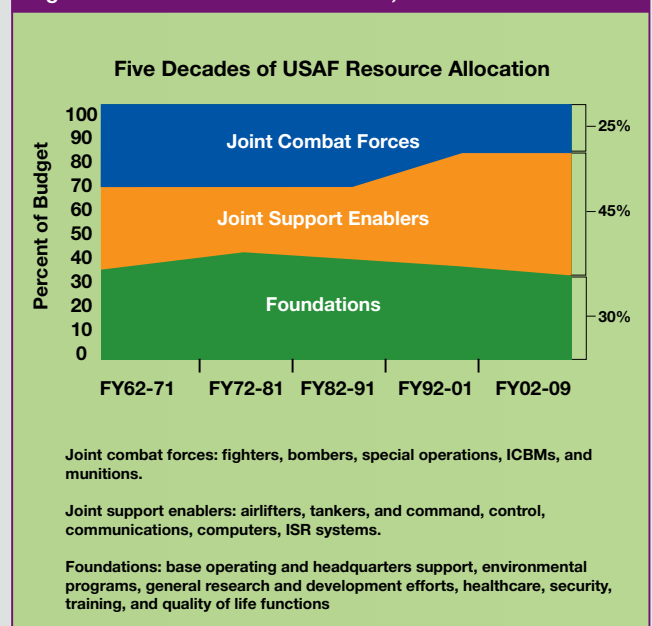 Five Decades of USAF Resource Allocation
Percent of Budget
100
90
80
70
60
50
40
30
20
10
0
Joint Combat Forces
Joint Support Enablers
Foundations
25%
45%
30%
FY62-71 FY72-81 FY82-91 FY92-01 FY02-09
Joint combat forces: fighters, bombers, special operations, ICBMs, and
munitions.
Joint support enablers: airlifters, tankers, and command, control,
communications, computers, ISR systems.
Foundations: base operating and headquarters support, environmental
programs, general research and development efforts, healthcare, security,
training, and quality of life functions